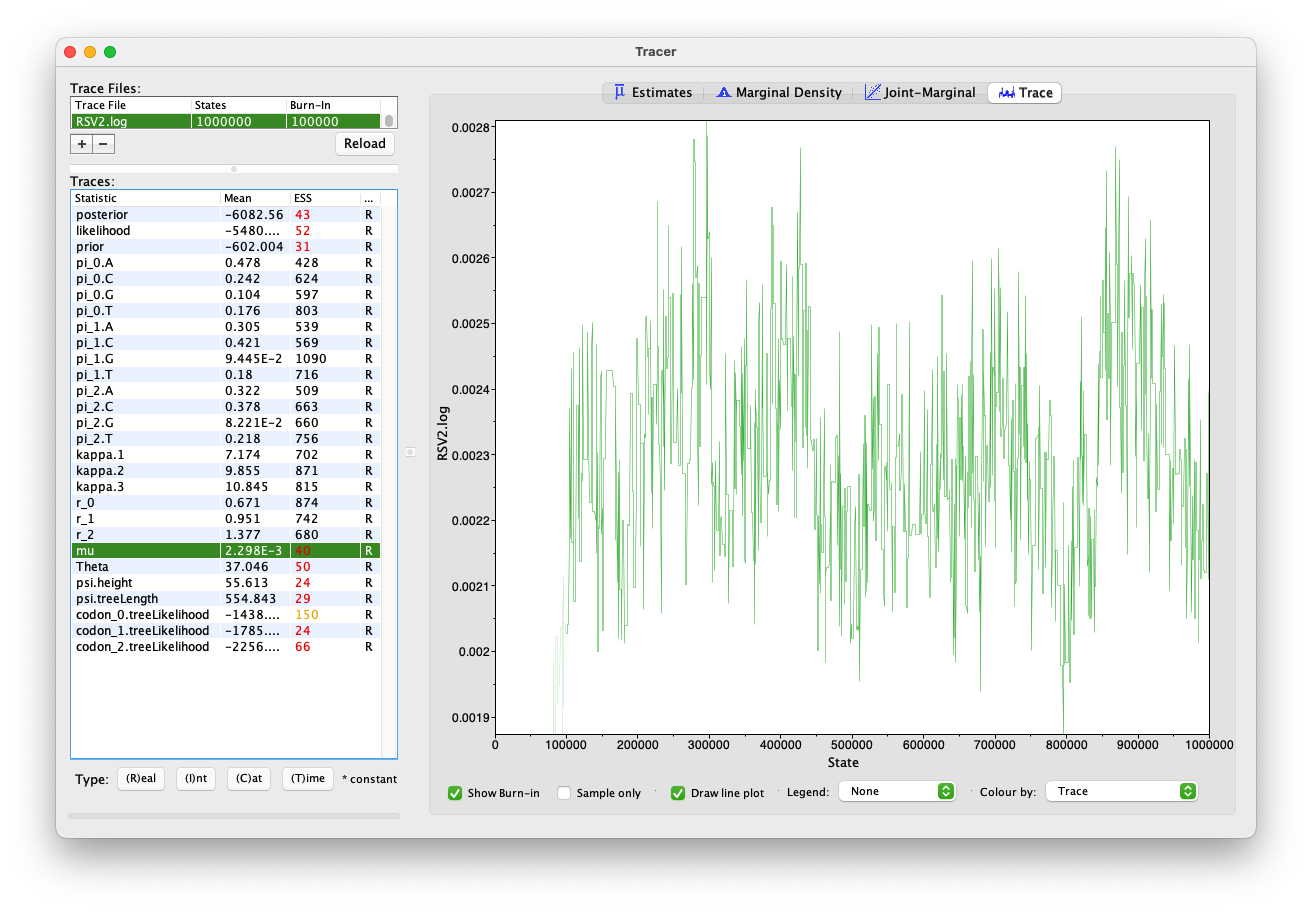 Tracer
Trace Files:
Trace File States Burn-In
RSV2.log 1000000 100000
+ − Reload
Traces:
Statistic Mean ESS ...
posterior -6082.56 43 R
likelihood -5480.... 52 R
prior -602.004 31 R
pi_0.A 0.478 428 R
pi_0.C 0.242 624 R
pi_0.G 0.104 597 R
pi_0.T 0.176 803 R
pi_1.A 0.305 539 R
pi_1.C 0.421 569 R
pi_1.G 9.445E-2 1090 R
pi_1.T 0.18 716 R
pi_2.A 0.322 509 R
pi_2.C 0.378 663 R
pi_2.G 8.221E-2 660 R
pi_2.T 0.218 756 R
kappa.1 7.174 702 R
kappa.2 9.855 871 R
kappa.3 10.845 815 R
r_0 0.671 874 R
r_1 0.951 742 R
r_2 1.377 680 R
mu 2.298E-3 40 R
Theta 37.046 50 R
psi.height 55.613 24 R
psi.treeLength 554.843 29 R
codon_0.treeLikelihood -1438.... 150 R
codon_1.treeLikelihood -1785.... 24 R
codon_2.treeLikelihood -2256.... 66 R
Type: (R)eal (I)nt (C)at (T)ime * constant
Estimates Marginal Density Joint-Marginal Trace
0.0028
0.0027
0.0026
0.0025
0.0024
0.0023
0.0022
0.0021
0.002
0.0019
RSV2.log
0 100000 200000 300000 400000 500000 600000 700000 800000 900000 1000000
State
Show Burn-in Sample only Draw line plot Legend: None Colour by: Trace